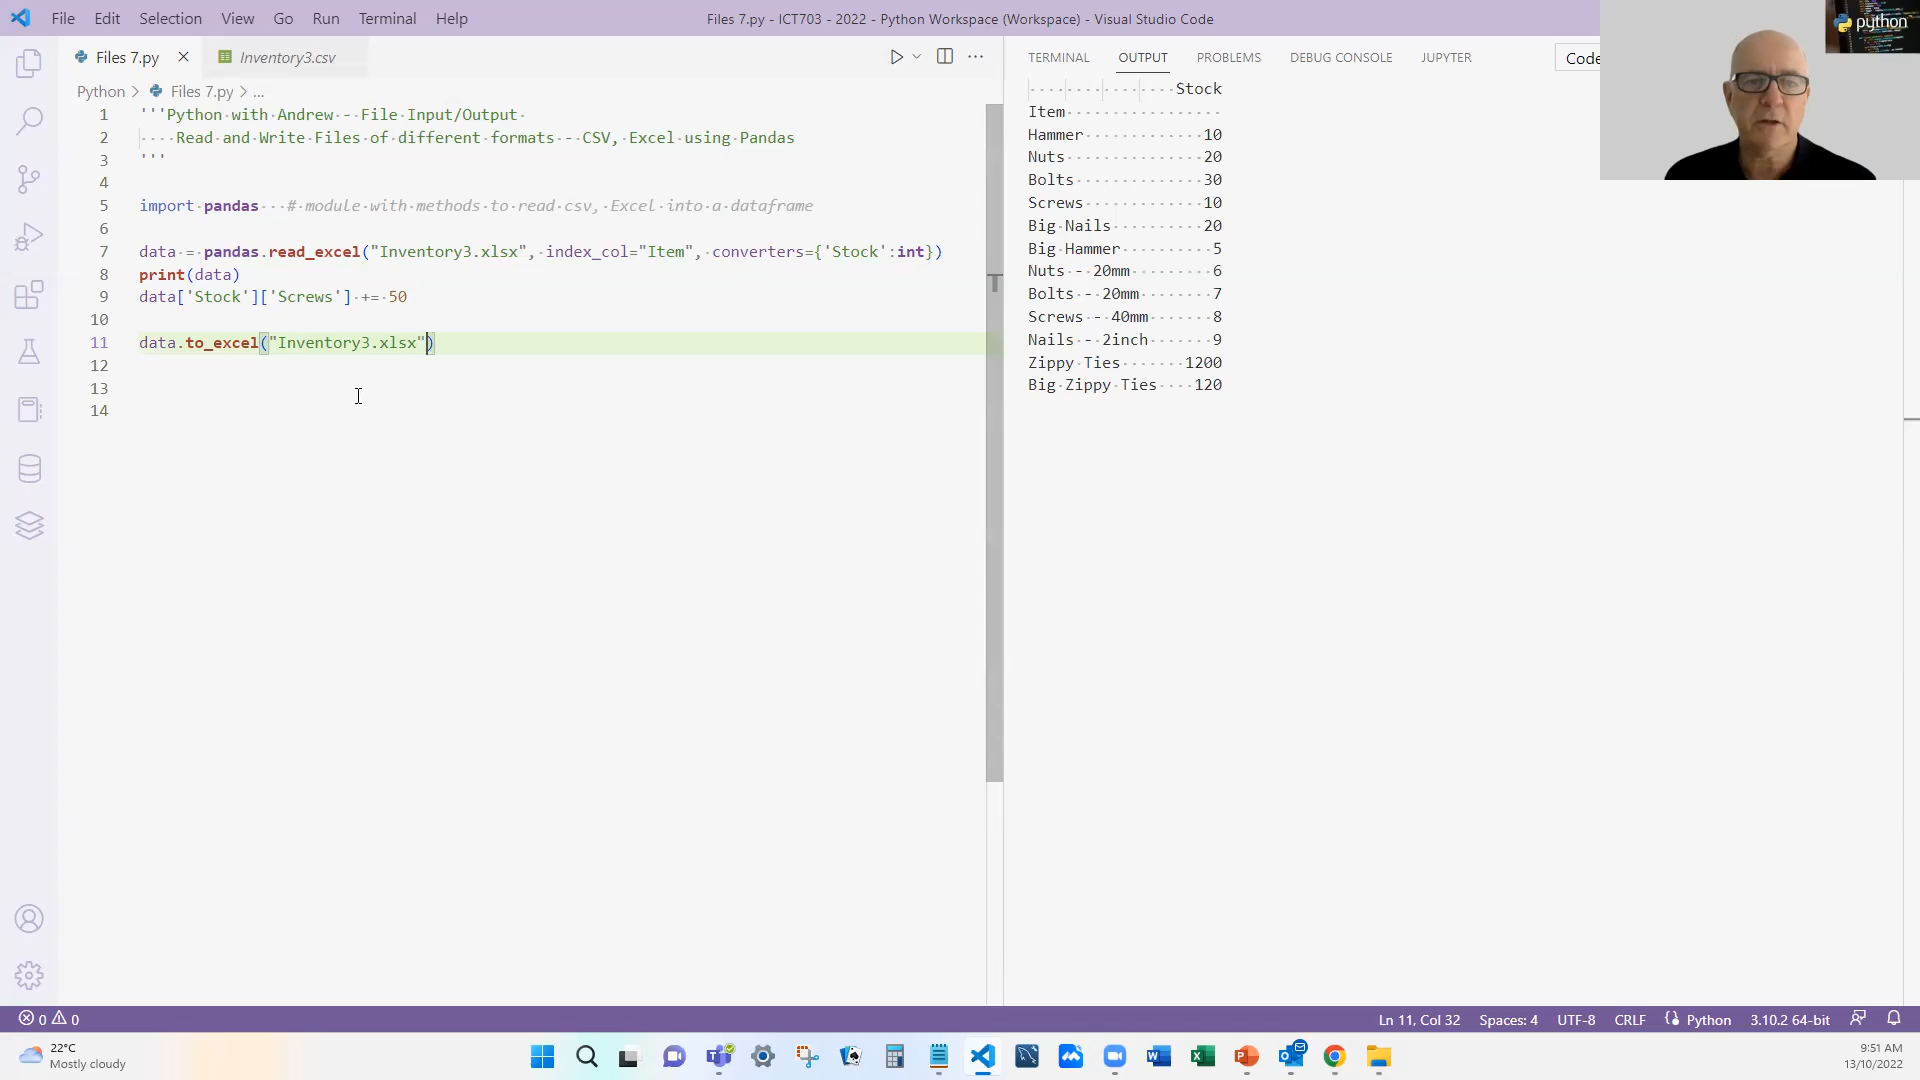 File Edit Selection View Go Run Terminal Help
Files 7.py - ICT703 - 2022 - Python Workspace (Workspace) - Visual Studio Code
python
Files 7.py
Inventory3.csv
Python > Files 7.py > ...
1 '''Python with Andrew -- File Input/Output
2 Read and Write Files of different formats -- CSV, Excel using Pandas
3 '''
4
5 import pandas # module with methods to read csv, Excel into a dataframe
6
7 data = pandas.read_excel("Inventory3.xlsx", index_col="Item", converters={'Stock':int})
8 print(data)
9 data['Stock']['Screws'] += 50
10
11 data.to_excel("Inventory3.xlsx")
12
13
14
TERMINAL OUTPUT PROBLEMS DEBUG CONSOLE JUPYTER
Code
Stock
Item
Hammer 10
Nuts 20
Bolts 30
Screws 10
Big Nails 20
Big Hammer 5
Nuts - 20mm 6
Bolts - 20mm 7
Screws - 40mm 8
Nails - 2inch 9
Zippy Ties 1200
Big Zippy Ties 120
0 0
Ln 11, Col 32 Spaces: 4 UTF-8 CRLF Python 3.10.2 64-bit
22°C
Mostly cloudy
9:51 AM
13/10/2022